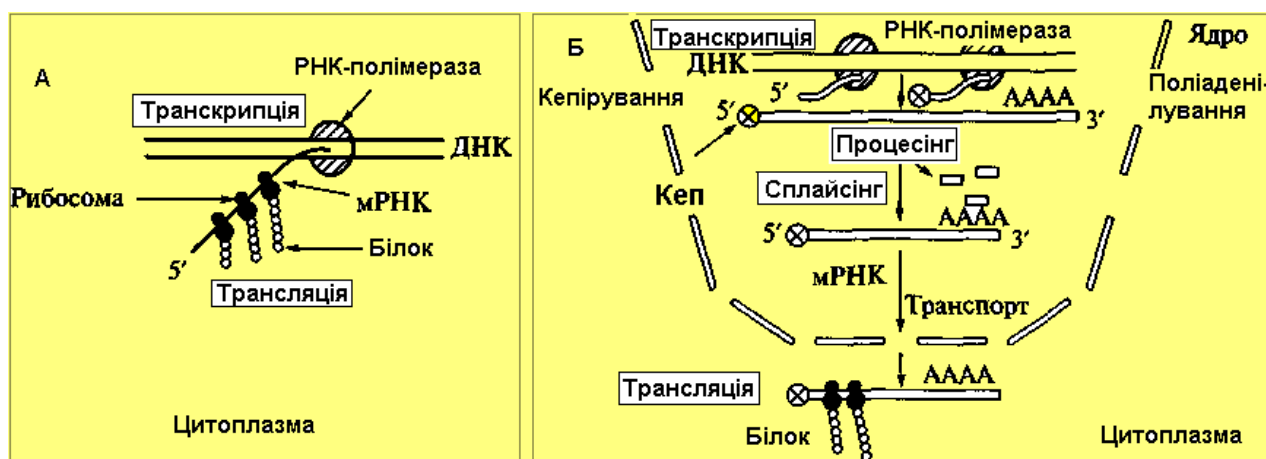 А
РНК-полімераза
Транскрипція
ДНК
Рибосома
мРНК
Білок
5′
Трансляція
Цитоплазма
Б
Транскрипція
РНК-полімераза
Ядро
ДНК
Кепірування
5′
АААА
Поліадені-
лування
5′
3′
Процесінг
Кеп
Сплайсінг
АААА
5′
3′
мРНК
Транспорт
Трансляція
АААА
Білок
Цитоплазма